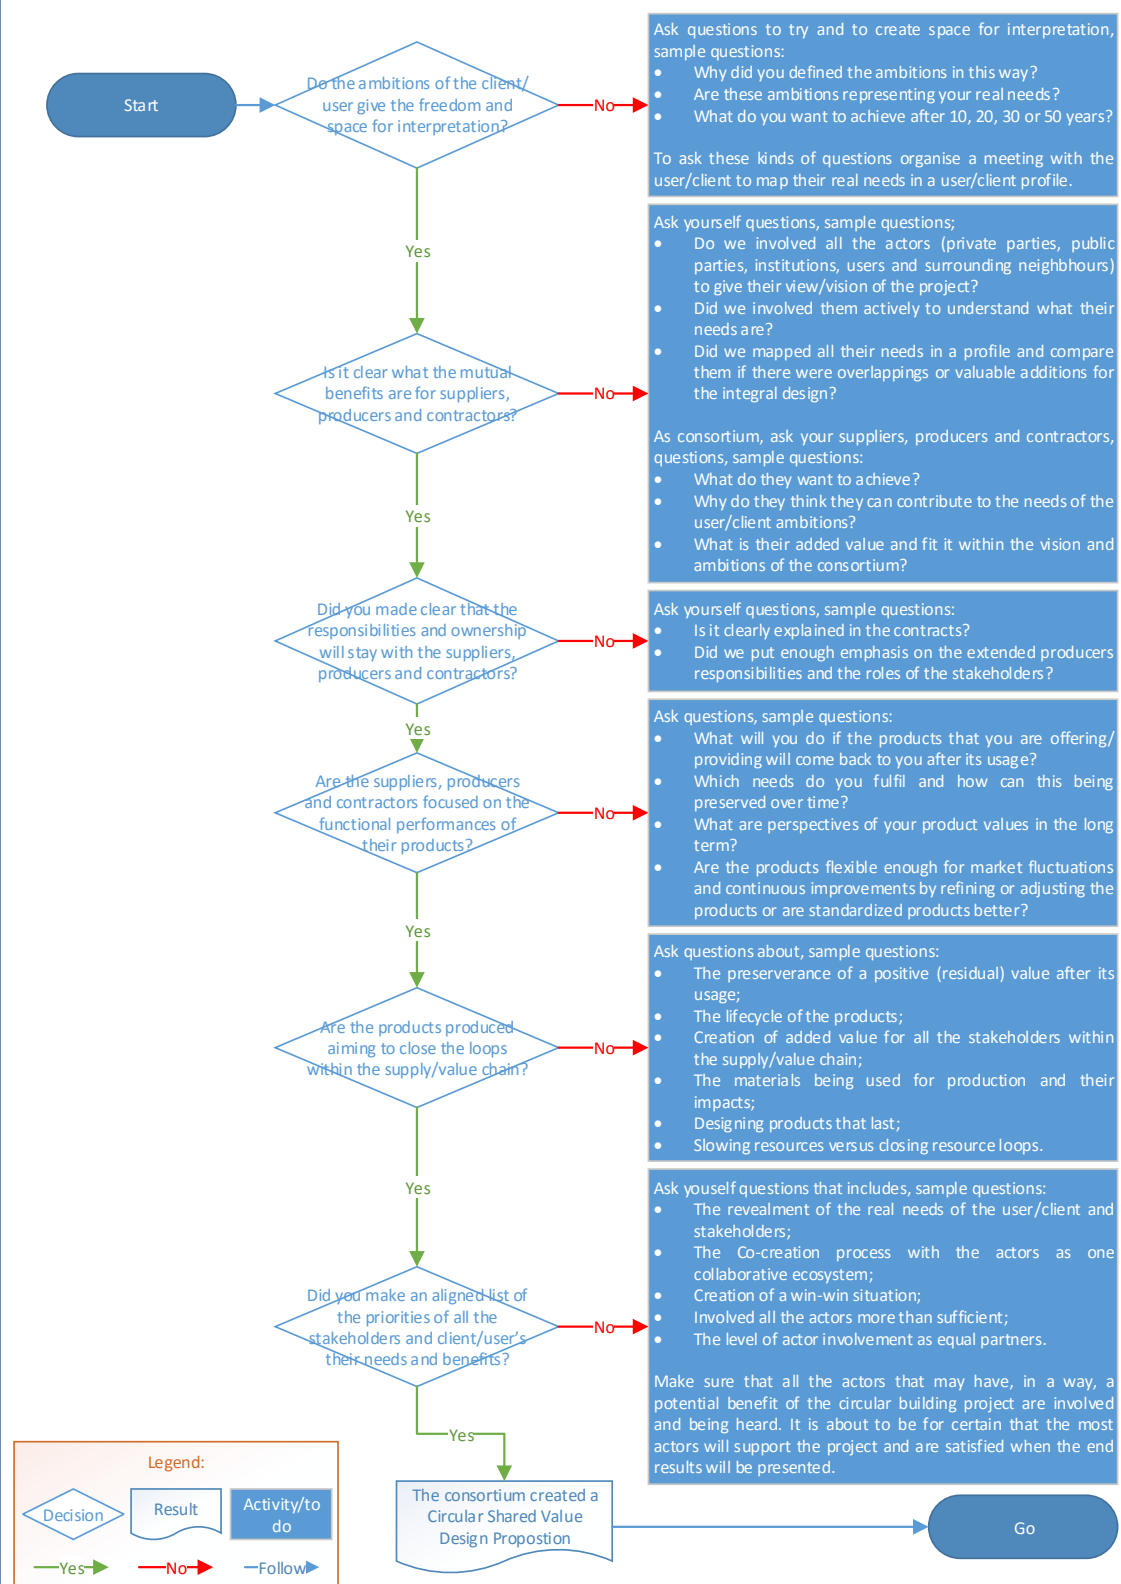 Start
Do the ambitions of the client/
user give the freedom and
space for interpretation?
No
Ask questions to try and to create space for interpretation,
sample questions:
• Why did you defined the ambitions in this way?
• Are these ambitions representing your real needs?
• What do you want to achieve after 10, 20, 30 or 50 years?
To ask these kinds of questions organise a meeting with the
user/client to map their real needs in a user/client profile.
Yes
Is it clear what the mutual
benefits are for suppliers,
producers and contractors?
No
Ask yourself questions, sample questions;
• Do we involved all the actors (private parties, public
parties, institutions, users and surrounding neighbhours)
to give their view/vision of the project?
• Did we involved them actively to understand what their
needs are?
• Did we mapped all their needs in a profile and compare
them if there were overlappings or valuable additions for
the integral design?
As consortium, ask your suppliers, producers and contractors,
questions, sample questions:
• What do they want to achieve?
• Why do they think they can contribute to the needs of the
user/client ambitions?
• What is their added value and fit it within the vision and
ambitions of the consortium?
Yes
Did you made clear that the
responsibilities and ownership
will stay with the suppliers,
producers and contractors?
No
Ask yourself questions, sample questions:
• Is it clearly explained in the contracts?
• Did we put enough emphasis on the extended producers
responsibilities and the roles of the stakeholders?
Yes
Are the suppliers, producers
and contractors focused on the
functional performances of
their products?
No
Ask questions, sample questions:
• What will you do if the products that you are offering/
providing will come back to you after its usage?
• Which needs do you fulfil and how can this being
preserved over time?
• What are perspectives of your product values in the long
term?
• Are the products flexible enough for market fluctuations
and continuous improvements by refining or adjusting the
products or are standardized products better?
Yes
Are the products produced
aiming to close the loops
within the supply/value chain?
No
Ask questions about, sample questions:
• The preserverance of a positive (residual) value after its
usage;
• The lifecycle of the products;
• Creation of added value for all the stakeholders within
the supply/value chain;
• The materials being used for production and their
impacts;
• Designing products that last;
• Slowing resources versus closing resource loops.
Yes
Did you make an aligned list of
the priorities of all the
stakeholders and client/user's
their needs and benefits?
No
Ask youself questions that includes, sample questions:
• The revealment of the real needs of the user/client and
stakeholders;
• The Co-creation process with the actors as one
collaborative ecosystem;
• Creation of a win-win situation;
• Involved all the actors more than sufficient;
• The level of actor involvement as equal partners.
Make sure that all the actors that may have, in a way, a
potential benefit of the circular building project are involved
and being heard. It is about to be for certain that the most
actors will support the project and are satisfied when the end
results will be presented.
Yes
The consortium created a
Circular Shared Value
Design Propostion
Go
Legend:
Decision
Result
Activity/to
do
Yes
No
Follow